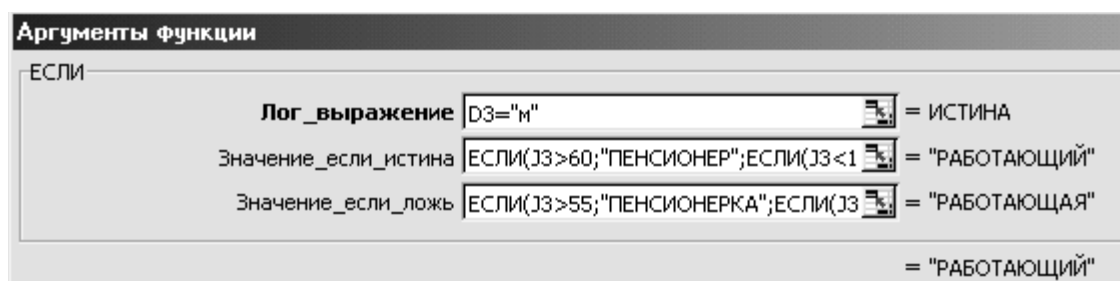 Аргументы функции
ЕСЛИ
Лог_выражение D3="м" = ИСТИНА
Значение_если_истина ЕСЛИ(J3>60;"ПЕНСИОНЕР";ЕСЛИ(J3<1 = "РАБОТАЮЩИЙ"
Значение_если_ложь ЕСЛИ(J3>55;"ПЕНСИОНЕРКА";ЕСЛИ(J3 = "РАБОТАЮЩАЯ"
= "РАБОТАЮЩИЙ"